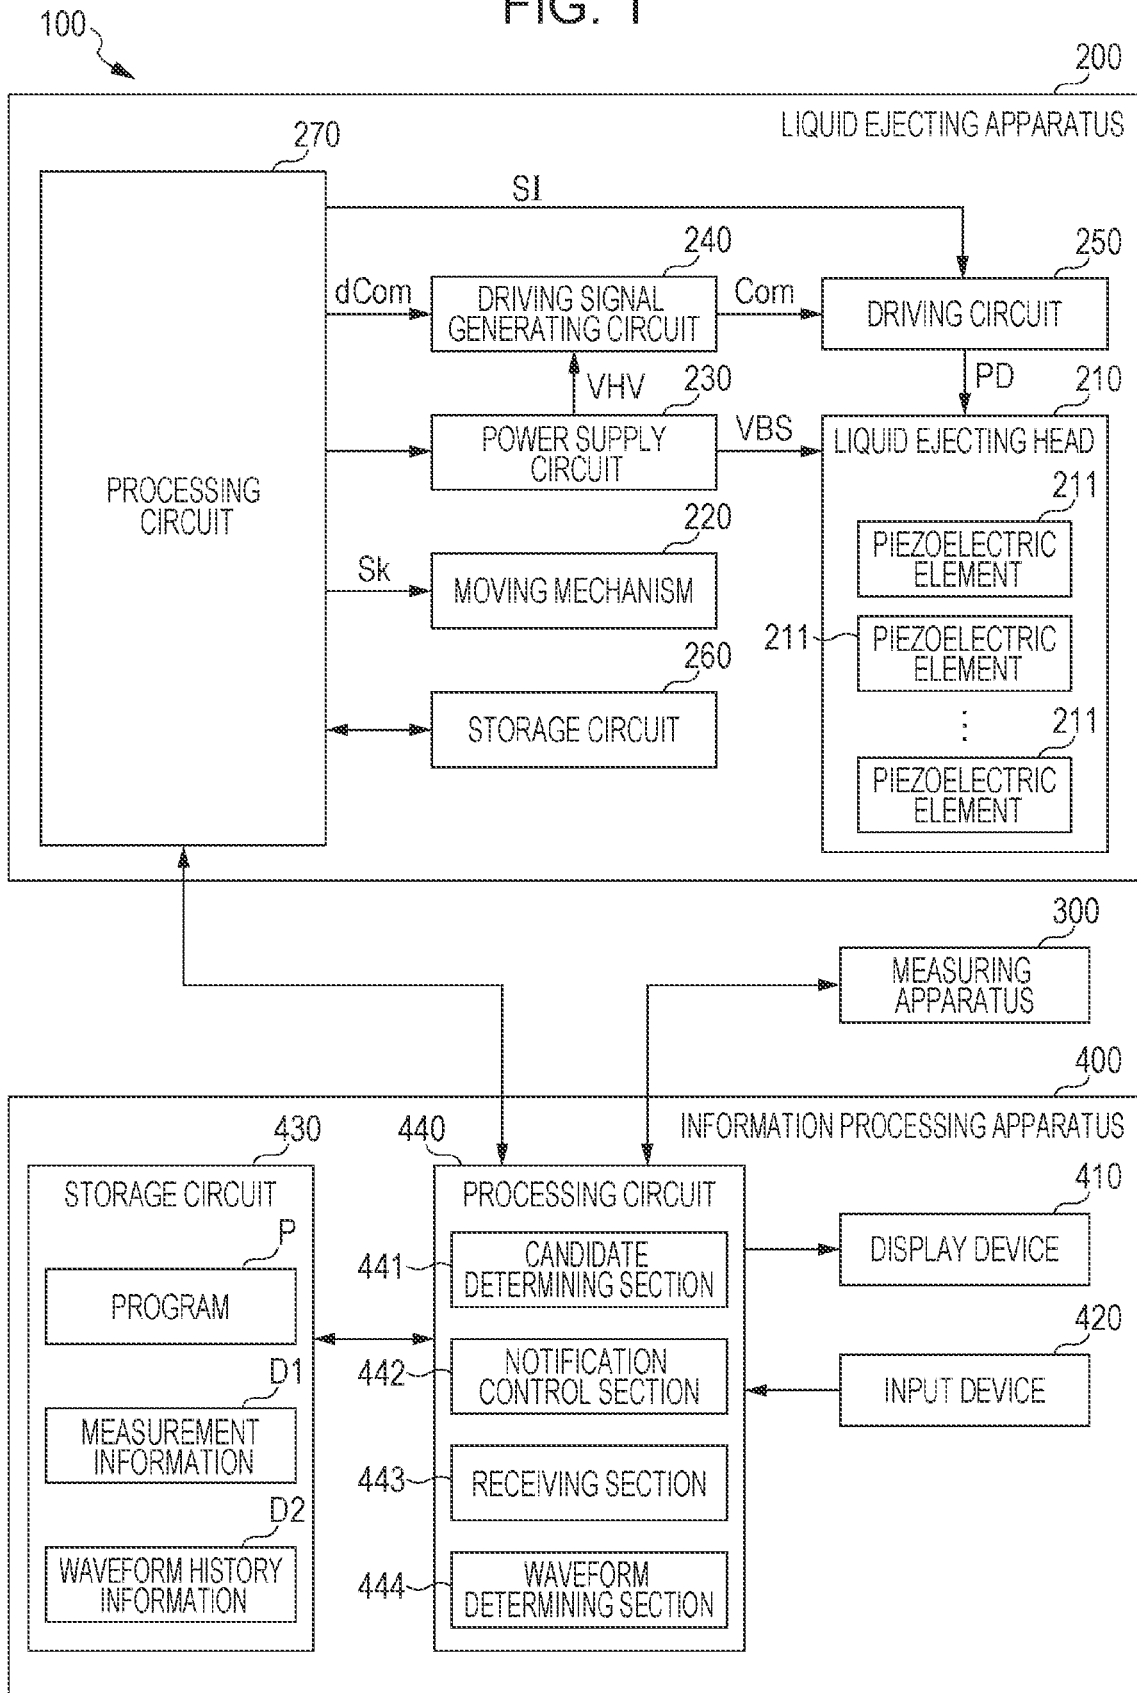 FIG. 1
100
200
LIQUID EJECTING APPARATUS
270
SI
240
250
dCom
DRIVING SIGNAL
GENERATING CIRCUIT
Com
DRIVING CIRCUIT
VHV
230
PD
210
POWER SUPPLY
CIRCUIT
VBS
LIQUID EJECTING HEAD
PROCESSING
CIRCUIT
211
220
PIEZOELECTRIC
ELEMENT
Sk
MOVING MECHANISM
211
PIEZOELECTRIC
ELEMENT
260
STORAGE CIRCUIT
211
PIEZOELECTRIC
ELEMENT
300
MEASURING
APPARATUS
400
INFORMATION PROCESSING APPARATUS
430
440
STORAGE CIRCUIT
PROCESSING CIRCUIT
410
P
441
CANDIDATE
DETERMINING SECTION
DISPLAY DEVICE
PROGRAM
420
D1
442
NOTIFICATION
CONTROL SECTION
INPUT DEVICE
MEASUREMENT
INFORMATION
443
RECEIVING SECTION
D2
WAVEFORM HISTORY
INFORMATION
444
WAVEFORM
DETERMINING SECTION